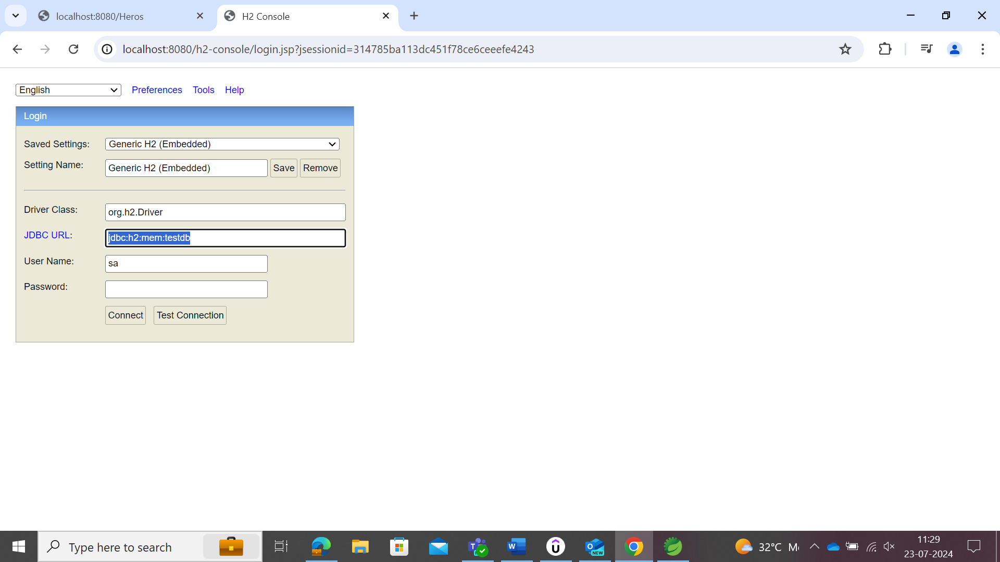 localhost:8080/Heros
H2 Console
localhost:8080/h2-console/login.jsp?jsessionid=314785ba113dc451f78ce6ceeefe4243
English Preferences Tools Help
Login
Saved Settings: Generic H2 (Embedded)
Setting Name: Generic H2 (Embedded) Save Remove
Driver Class: org.h2.Driver
JDBC URL: jdbc:h2:mem:testdb
User Name: sa
Password:
Connect Test Connection
Type here to search
T
W
O
NEW
32°C
11:29
23-07-2024